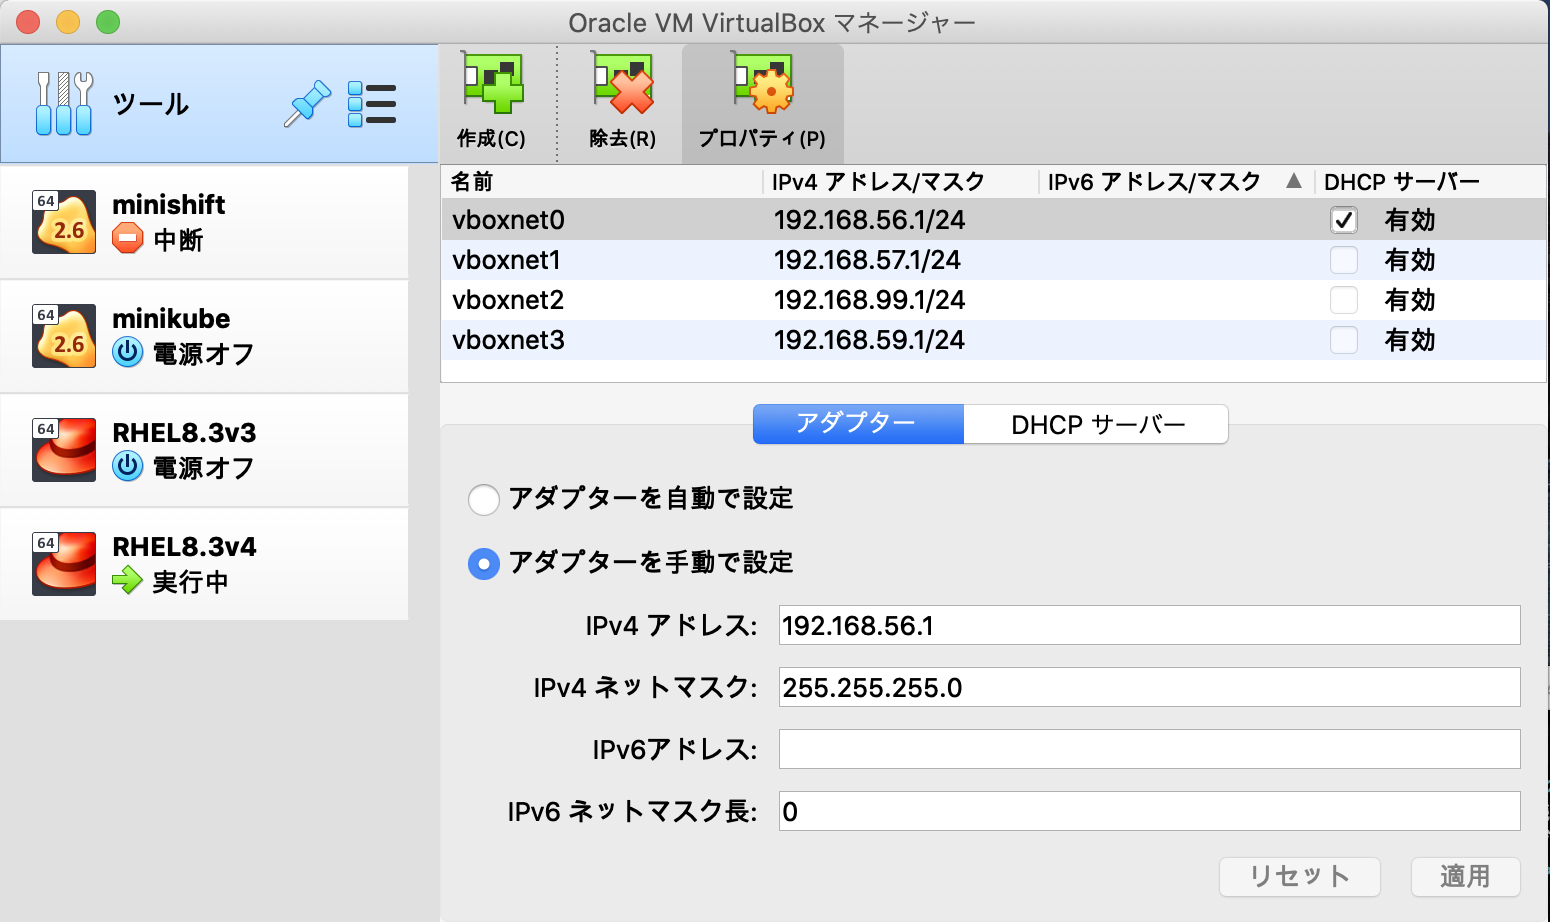 Oracle VM VirtualBox マネージャー
ツール
作成(C)
除去(R)
プロパティ(P)
64
2.6
minishift
中断
64
2.6
minikube
電源オフ
64
RHEL8.3v3
電源オフ
64
RHEL8.3v4
実行中
名前 IPv4 アドレス/マスク IPv6 アドレス/マスク DHCP サーバー
vboxnet0 192.168.56.1/24 有効
vboxnet1 192.168.57.1/24 有効
vboxnet2 192.168.99.1/24 有効
vboxnet3 192.168.59.1/24 有効
アダプター DHCP サーバー
アダプターを自動で設定
アダプターを手動で設定
IPv4 アドレス: 192.168.56.1
IPv4 ネットマスク: 255.255.255.0
IPv6アドレス:
IPv6 ネットマスク長: 0
リセット 適用